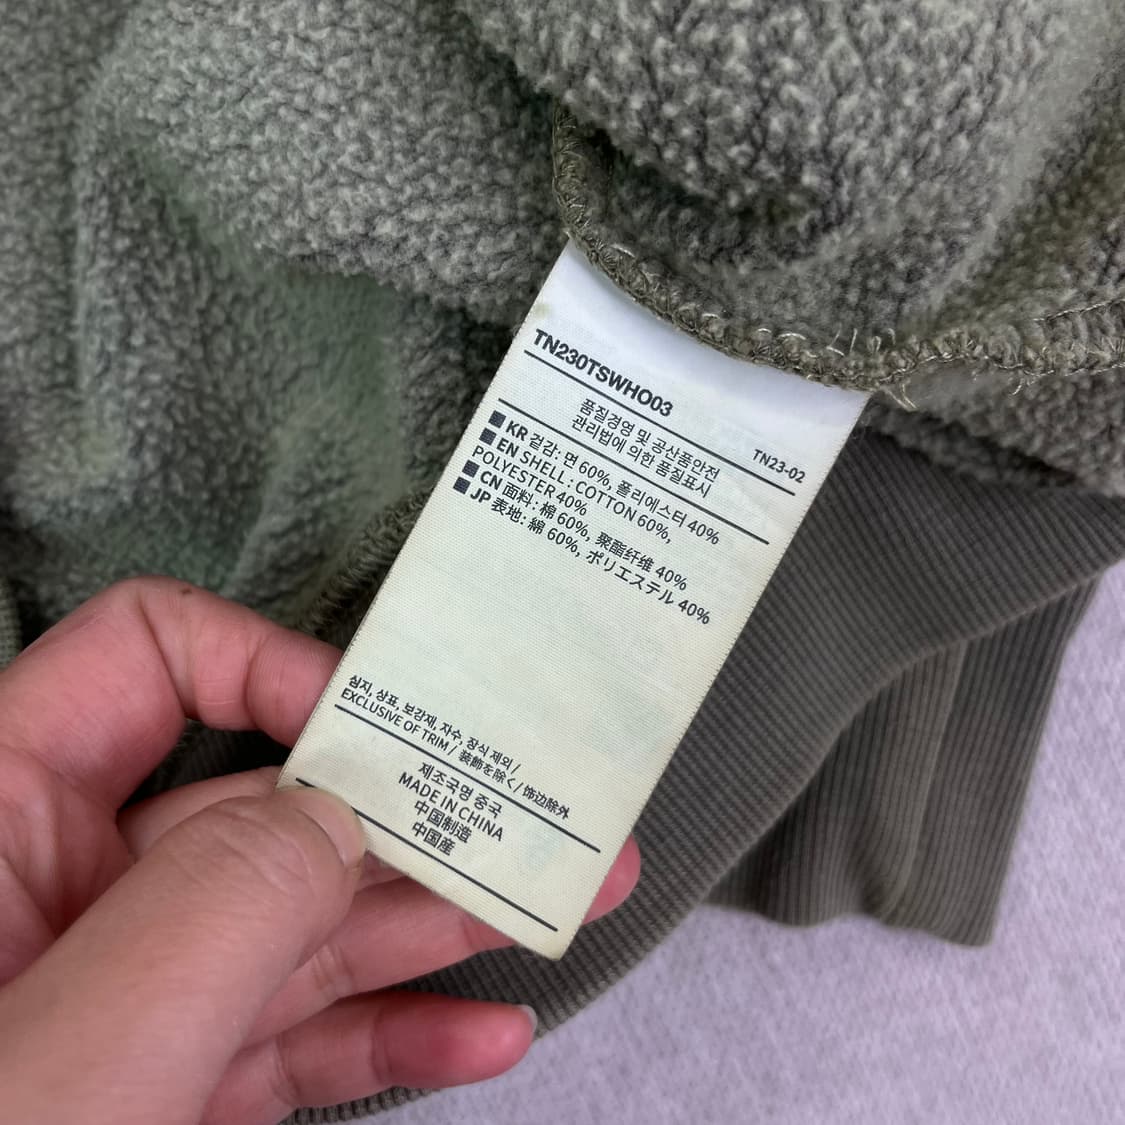 TN230TSWHO03
TN23-02
품질경영 및 공산품안전
관리법에 의한 품질표시
■ KR 겉감: 면 60%, 폴리에스터 40%
■ EN SHELL : COTTON 60%,
POLYESTER 40%
■ CN 面料: 棉 60%, 聚酯纤维 40%
■ JP 表地: 綿 60%, ポリエステル 40%
심지, 상표, 보강재, 자수, 장식 제외 /
EXCLUSIVE OF TRIM / 装飾を除く / 饰边除外
제조국명 중국
MADE IN CHINA
中国制造
中国産